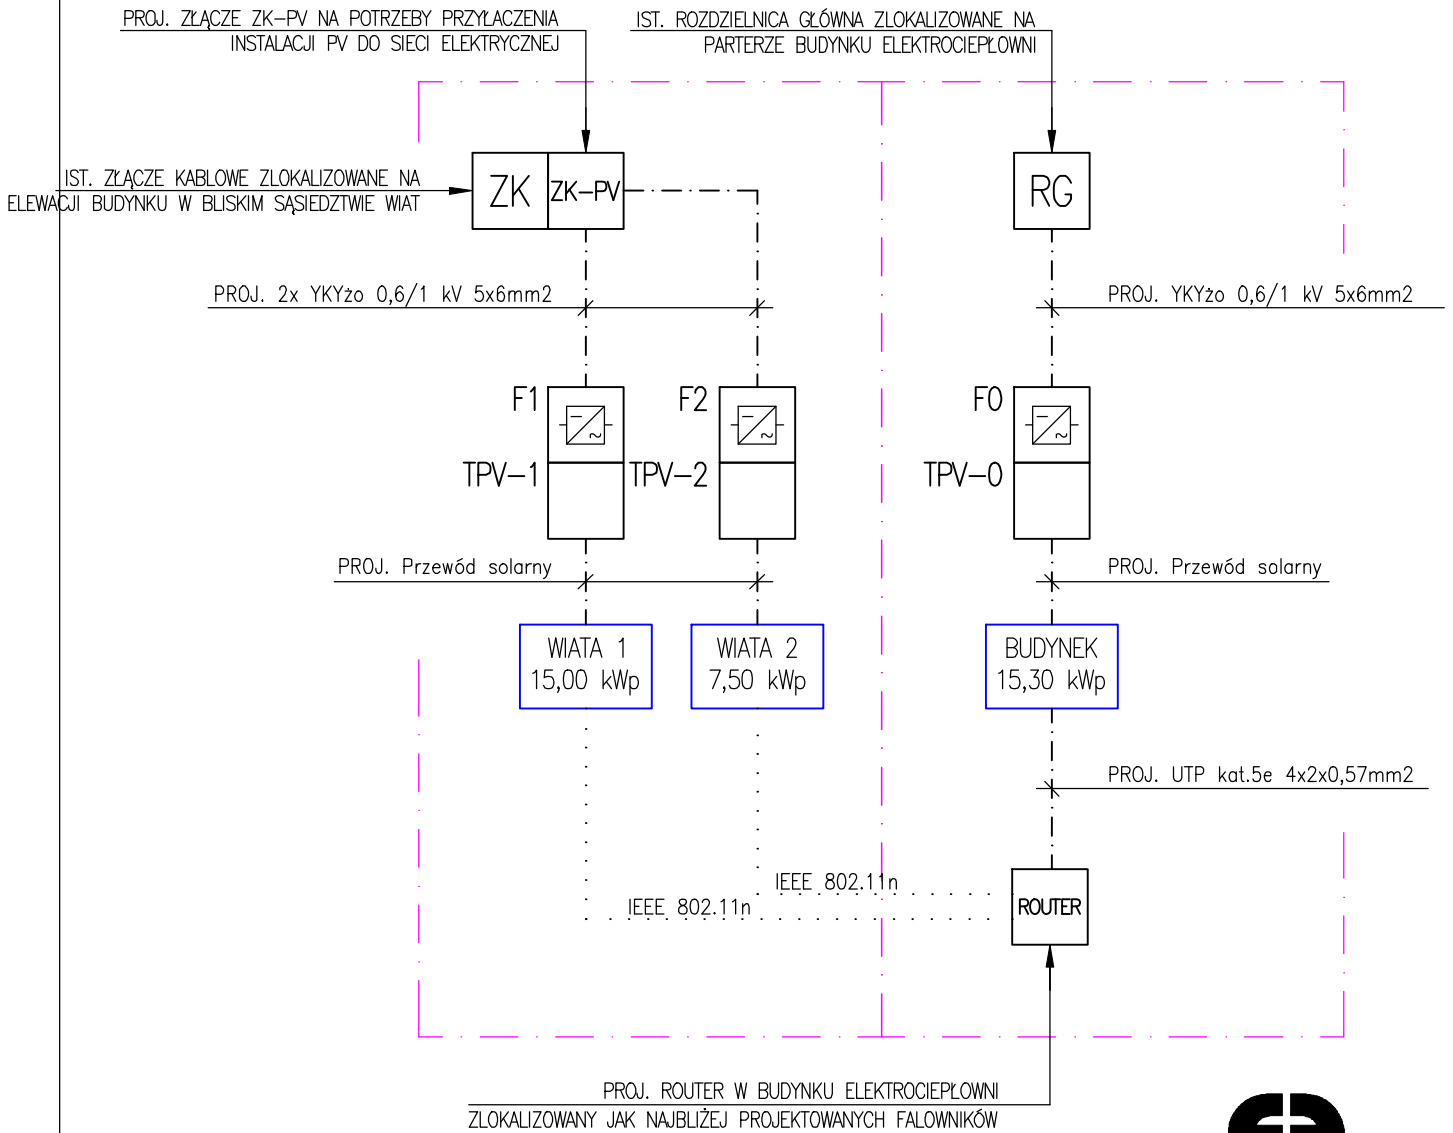 PROJ. ZŁĄCZE ZK-PV NA POTRZEBY PRZYŁACZENIA
INSTALACJI PV DO SIECI ELEKTRYCZNEJ
IST. ROZDZIELNICA GŁÓWNA ZLOKALIZOWANE NA
PARTERZE BUDYNKU ELEKTROCIEPŁOWNI
IST. ZŁĄCZE KABLOWE ZLOKALIZOWANE NA
ELEWACJI BUDYNKU W BLISKIM SĄSIEDZTWIE WIAT
ZK
ZK-PV
RG
PROJ. 2x YKYżo 0,6/1 kV 5x6mm2
PROJ. YKYżo 0,6/1 kV 5x6mm2
F1
F2
F0
TPV-1
TPV-2
TPV-0
PROJ. Przewód solarny
PROJ. Przewód solarny
WIATA 1
15,00 kWp
WIATA 2
7,50 kWp
BUDYNEK
15,30 kWp
PROJ. UTP kat.5e 4x2x0,57mm2
IEEE 802.11n
IEEE 802.11n
ROUTER
PROJ. ROUTER W BUDYNKU ELEKTROCIEPŁOWNI
ZLOKALIZOWANY JAK NAJBLIŻEJ PROJEKTOWANYCH FALOWNIKÓW